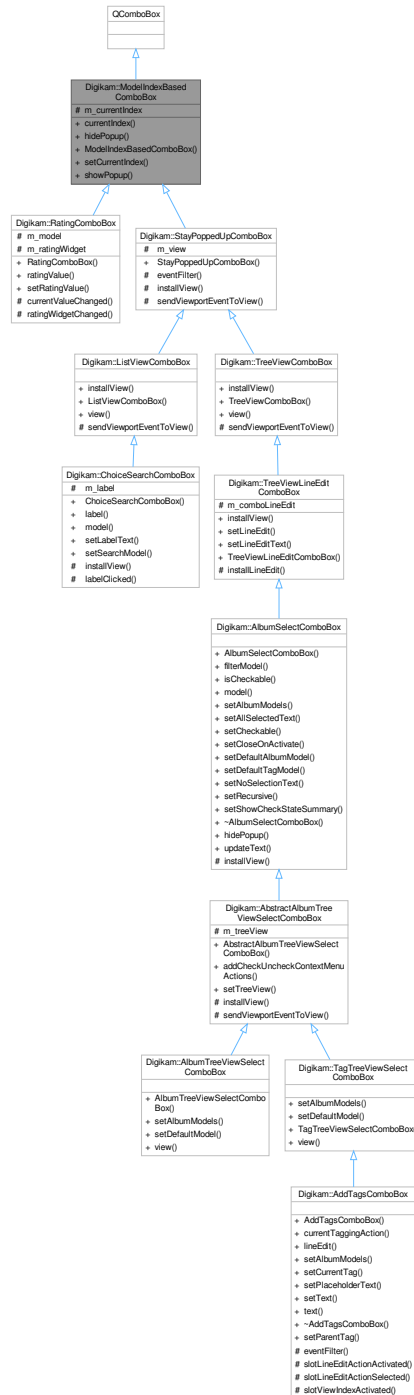 QComboBox
Digikam::ModelIndexBased
ComboBox
# m_currentIndex
+ currentIndex()
+ hidePopup()
+ ModelIndexBasedComboBox()
+ setCurrentIndex()
+ showPopup()
Digikam::RatingComboBox
# m_model
# m_ratingWidget
+ RatingComboBox()
+ ratingValue()
+ setRatingValue()
# currentValueChanged()
# ratingWidgetChanged()
Digikam::StayPoppedUpComboBox
# m_view
+ StayPoppedUpComboBox()
# eventFilter()
# installView()
# sendViewportEventToView()
Digikam::ListViewComboBox
+ installView()
+ ListViewComboBox()
+ view()
# sendViewportEventToView()
Digikam::TreeViewComboBox
+ installView()
+ TreeViewComboBox()
+ view()
# sendViewportEventToView()
Digikam::ChoiceSearchComboBox
# m_label
+ ChoiceSearchComboBox()
+ label()
+ model()
+ setLabelText()
+ setSearchModel()
# installView()
# labelClicked()
Digikam::TreeViewLineEdit
ComboBox
# m_comboLineEdit
+ installView()
+ setLineEdit()
+ setLineEditText()
+ TreeViewLineEditComboBox()
# installLineEdit()
Digikam::AlbumSelectComboBox
+ AlbumSelectComboBox()
+ filterModel()
+ isCheckable()
+ model()
+ setAlbumModels()
+ setAllSelectedText()
+ setCheckable()
+ setCloseOnActivate()
+ setDefaultAlbumModel()
+ setDefaultTagModel()
+ setNoSelectionText()
+ setRecursive()
+ setShowCheckStateSummary()
+ ~AlbumSelectComboBox()
+ hidePopup()
+ updateText()
# installView()
Digikam::AbstractAlbumTree
ViewSelectComboBox
# m_treeView
+ AbstractAlbumTreeViewSelect
ComboBox()
+ addCheckUncheckContextMenu
Actions()
+ setTreeView()
# installView()
# sendViewportEventToView()
Digikam::AlbumTreeViewSelect
ComboBox
+ AlbumTreeViewSelectCombo
Box()
+ setAlbumModels()
+ setDefaultModel()
+ view()
Digikam::TagTreeViewSelect
ComboBox
+ setAlbumModels()
+ setDefaultModel()
+ TagTreeViewSelectComboBox()
+ view()
Digikam::AddTagsComboBox
+ AddTagsComboBox()
+ currentTaggingAction()
+ lineEdit()
+ setAlbumModels()
+ setCurrentTag()
+ setPlaceholderText()
+ setText()
+ text()
+ ~AddTagsComboBox()
+ setParentTag()
# eventFilter()
# slotLineEditActionActivated()
# slotLineEditActionSelected()
# slotViewIndexActivated()